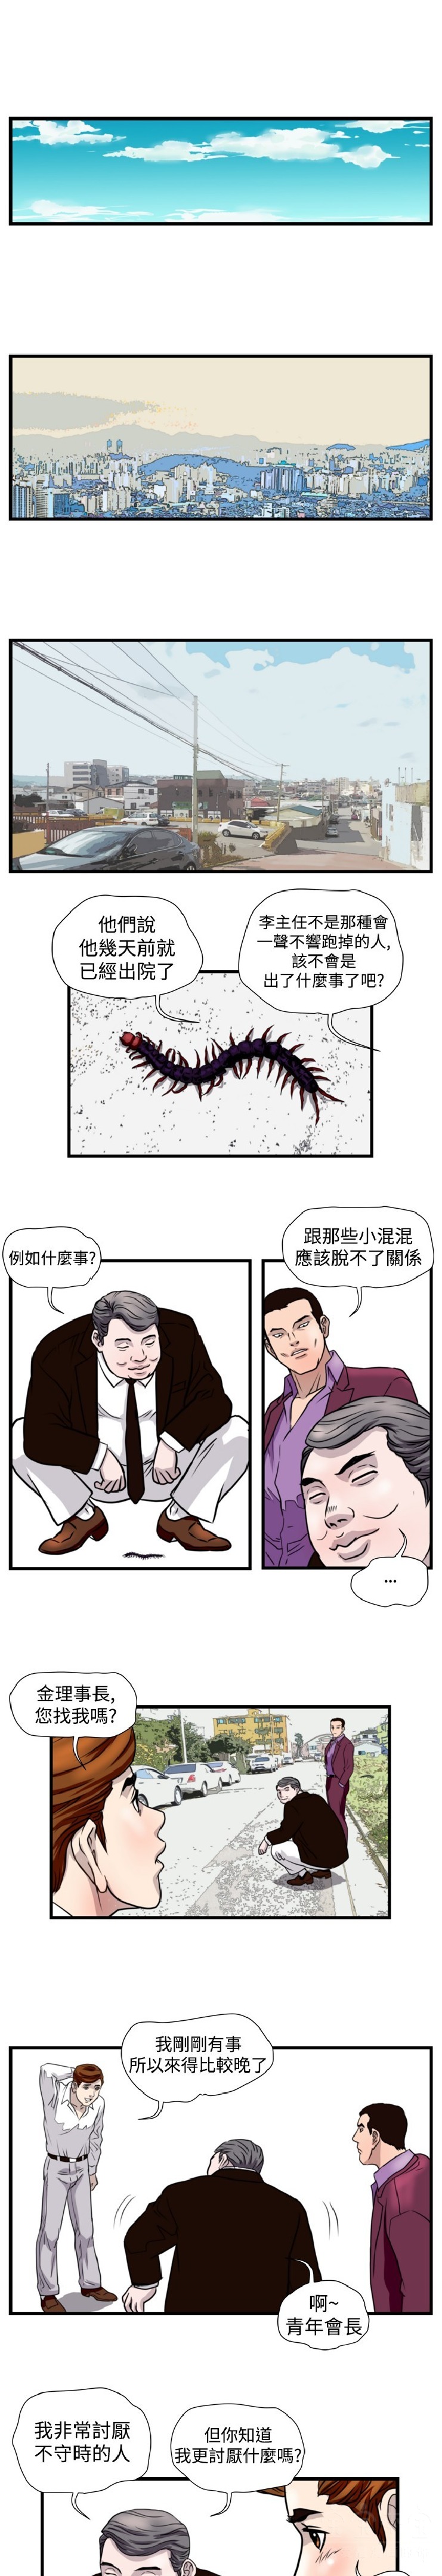 他們說
他幾天前就
已經出院了
李主任不是那種會
一聲不響跑掉的人,
該不會是
出了什麼事了吧?
例如什麼事?
跟那些小混混
應該脫不了關係
...
金理事長,
您找我嗎?
我剛剛有事
所以來得比較晚了
啊~
青年會長
我非常討厭
不守時的人
但你知道
我更討厭什麼嗎?